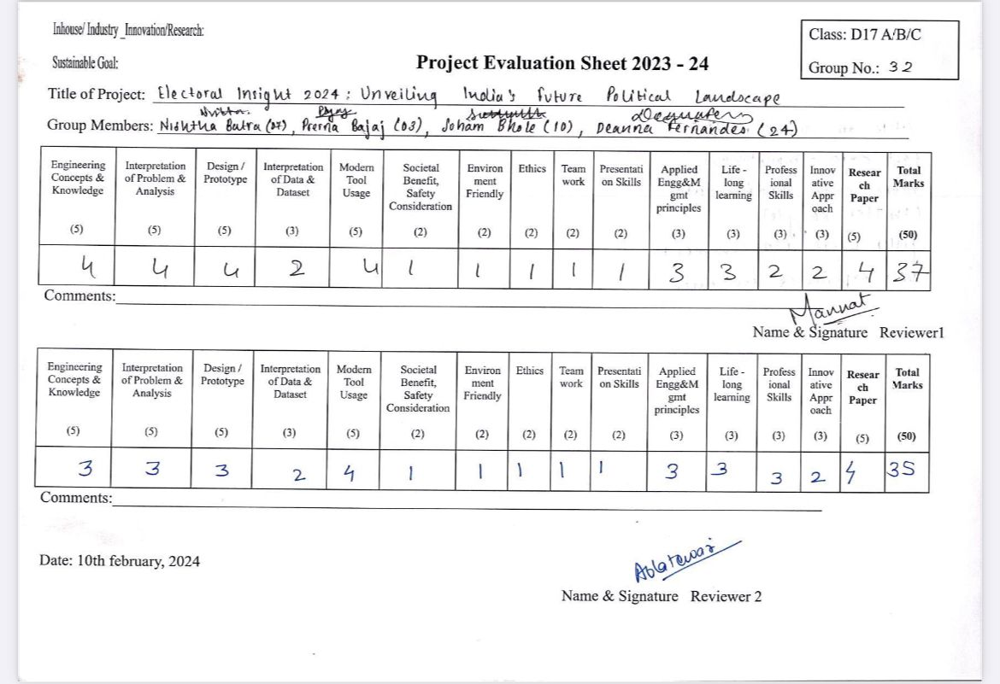 Inhouse/ Industry _Innovation/Research:
Class: D17 A/B/C
Sustainable Goal:
Project Evaluation Sheet 2023 - 24
Group No.: 32
Title of Project: Electoral Insight 2024 : Unveiling India's Future Political Landscape
Group Members: Nishtha Batra (07), Prerna Bajaj (03), Soham Bhole (10), Deanna Fernandes (24)
Engineering Concepts & Knowledge (5) Interpretation of Problem & Analysis (5) Design / Prototype (5) Interpretation of Data & Dataset (3) Modern Tool Usage (5) Societal Benefit, Safety Consideration (2) Environ ment Friendly (2) Ethics (2) Team work (2) Presentati on Skills (2) Applied Engg&M gmt principles (3) Life - long learning (3) Profess ional Skills (3) Innov ative Appr oach (3) Resear ch Paper (5) Total Marks (50)
4 4 4 2 4 1 1 1 1 1 3 3 2 2 4 37
Comments:
Mannat
Name & Signature Reviewer1
Engineering Concepts & Knowledge (5) Interpretation of Problem & Analysis (5) Design / Prototype (5) Interpretation of Data & Dataset (3) Modern Tool Usage (5) Societal Benefit, Safety Consideration (2) Environ ment Friendly (2) Ethics (2) Team work (2) Presentati on Skills (2) Applied Engg&M gmt principles (3) Life - long learning (3) Profess ional Skills (3) Innov ative Appr oach (3) Resear ch Paper (5) Total Marks (50)
3 3 3 2 4 1 1 1 1 1 3 3 3 2 4 35
Comments:
Date: 10th february, 2024
Name & Signature Reviewer 2